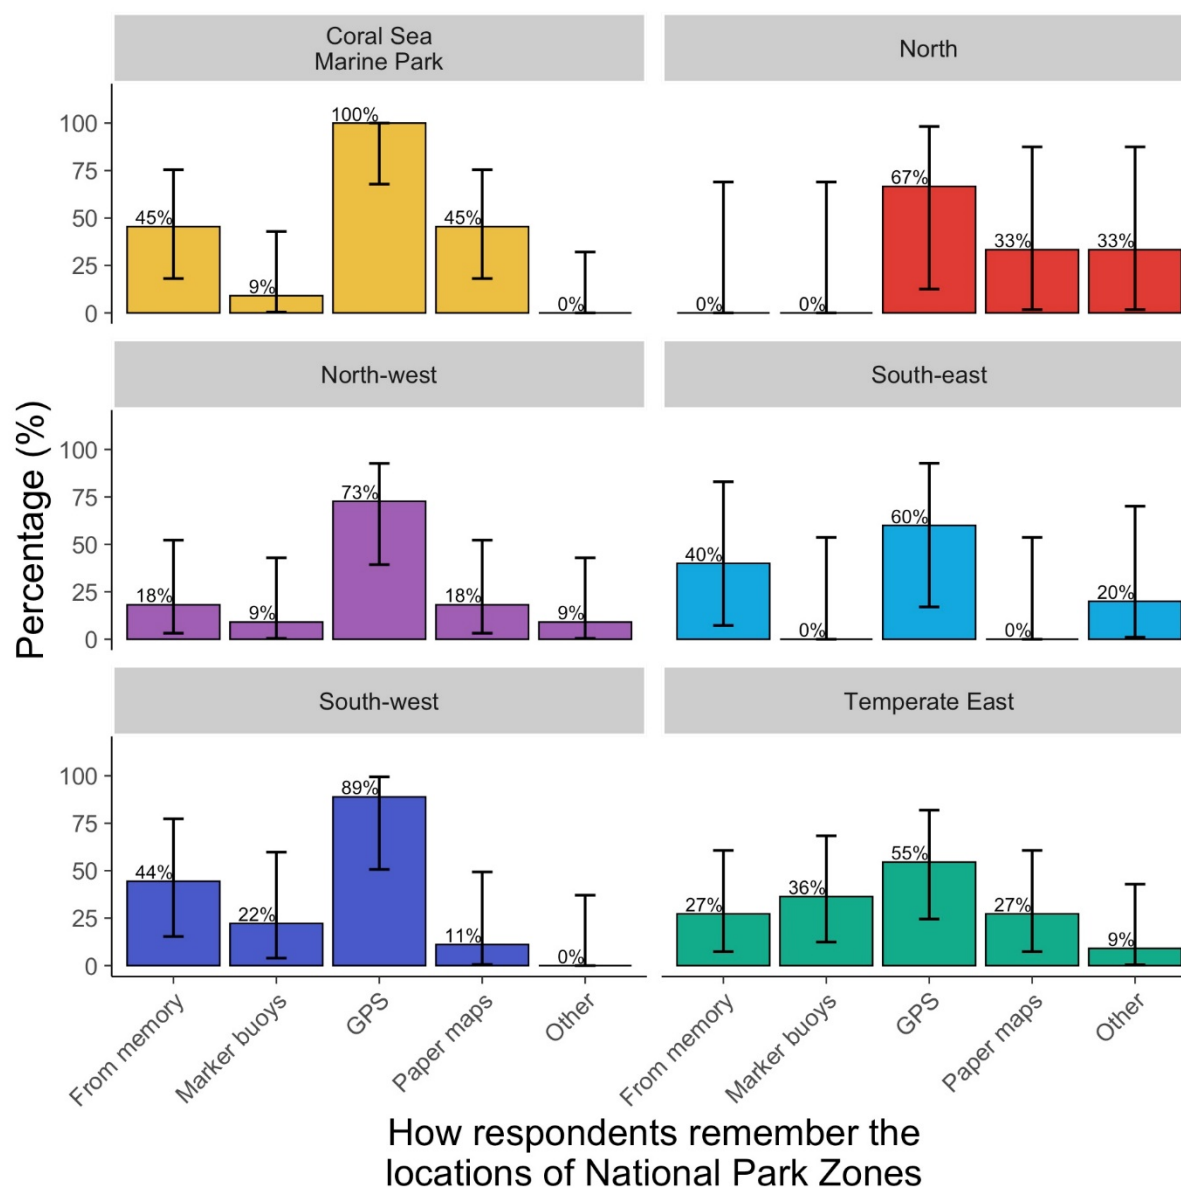 Coral Sea
Marine Park
North
100
75
50
25
0
45%
9%
100%
45%
0%
0%
0%
67%
33%
33%
North-west
South-east
100
75
50
25
0
18%
9%
73%
18%
9%
40%
0%
60%
0%
20%
South-west
Temperate East
100
75
50
25
0
44%
22%
89%
11%
0%
27%
36%
55%
27%
9%
Percentage (%)
From memory
Marker buoys
GPS
Paper maps
Other
From memory
Marker buoys
GPS
Paper maps
Other
How respondents remember the
locations of National Park Zones